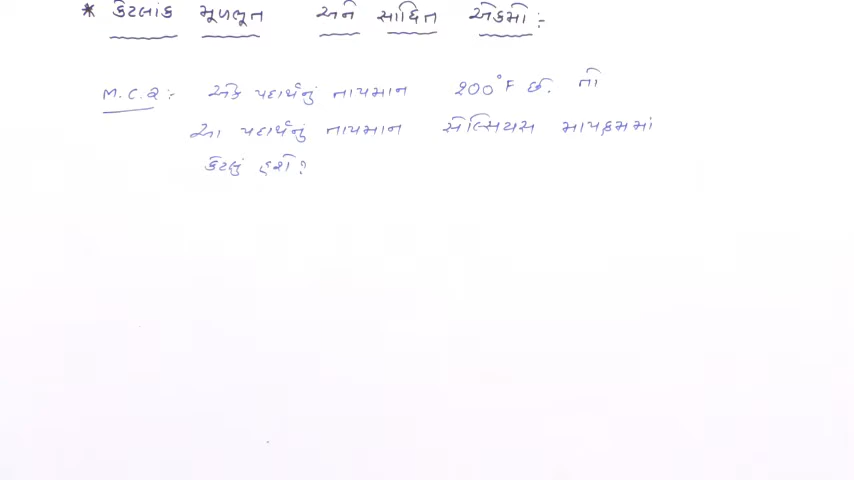 * કેટલાંક મૂળભૂત અને સાધિત એકમો :-
M.C.Q :- એક પદાર્થનું તાપમાન 200°F છે. તો
આ પદાર્થનું તાપમાન સેલ્સિયસ માપક્રમમાં
કેટલું હશે ?